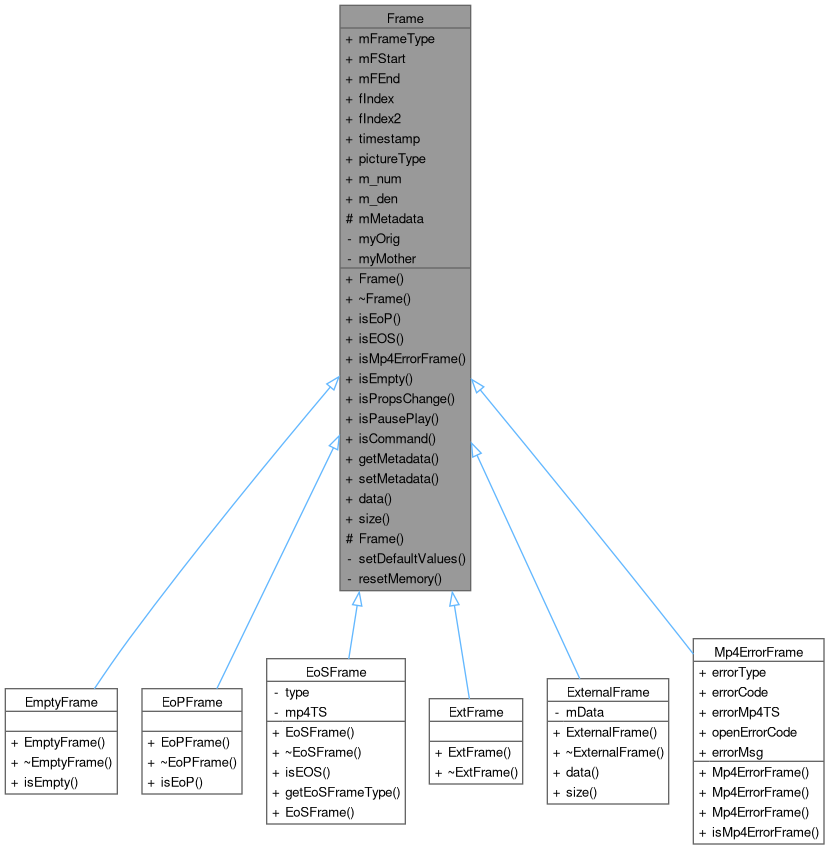 Frame
+ mFrameType
+ mFStart
+ mFEnd
+ fIndex
+ fIndex2
+ timestamp
+ pictureType
+ m_num
+ m_den
# mMetadata
- myOrig
- myMother
+ Frame()
+ ~Frame()
+ isEoP()
+ isEOS()
+ isMp4ErrorFrame()
+ isEmpty()
+ isPropsChange()
+ isPausePlay()
+ isCommand()
+ getMetadata()
+ setMetadata()
+ data()
+ size()
# Frame()
- setDefaultValues()
- resetMemory()
EmptyFrame
+ EmptyFrame()
+ ~EmptyFrame()
+ isEmpty()
EoPFrame
+ EoPFrame()
+ ~EoPFrame()
+ isEoP()
EoSFrame
- type
- mp4TS
+ EoSFrame()
+ ~EoSFrame()
+ isEOS()
+ getEoSFrameType()
+ EoSFrame()
ExtFrame
+ ExtFrame()
+ ~ExtFrame()
ExternalFrame
- mData
+ ExternalFrame()
+ ~ExternalFrame()
+ data()
+ size()
Mp4ErrorFrame
+ errorType
+ errorCode
+ errorMp4TS
+ openErrorCode
+ errorMsg
+ Mp4ErrorFrame()
+ Mp4ErrorFrame()
+ Mp4ErrorFrame()
+ isMp4ErrorFrame()